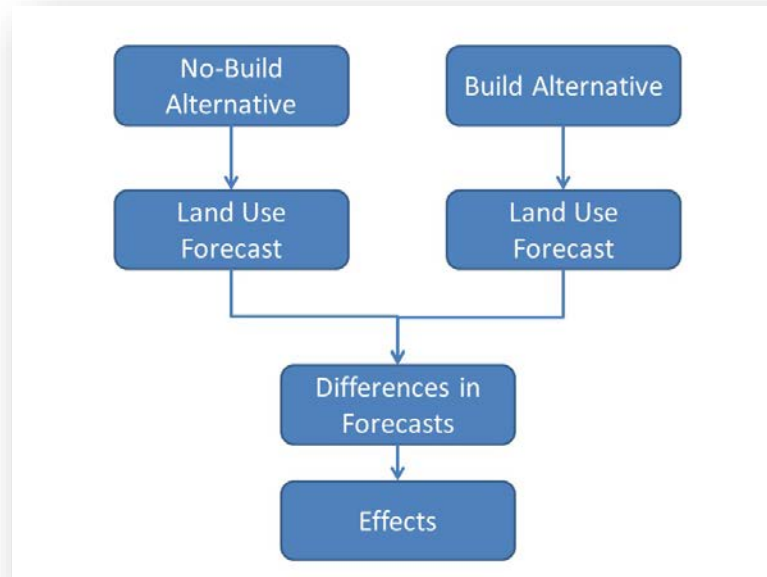 No-Build
Alternative
Build Alternative
Land Use
Forecast
Land Use
Forecast
Differences in
Forecasts
Effects